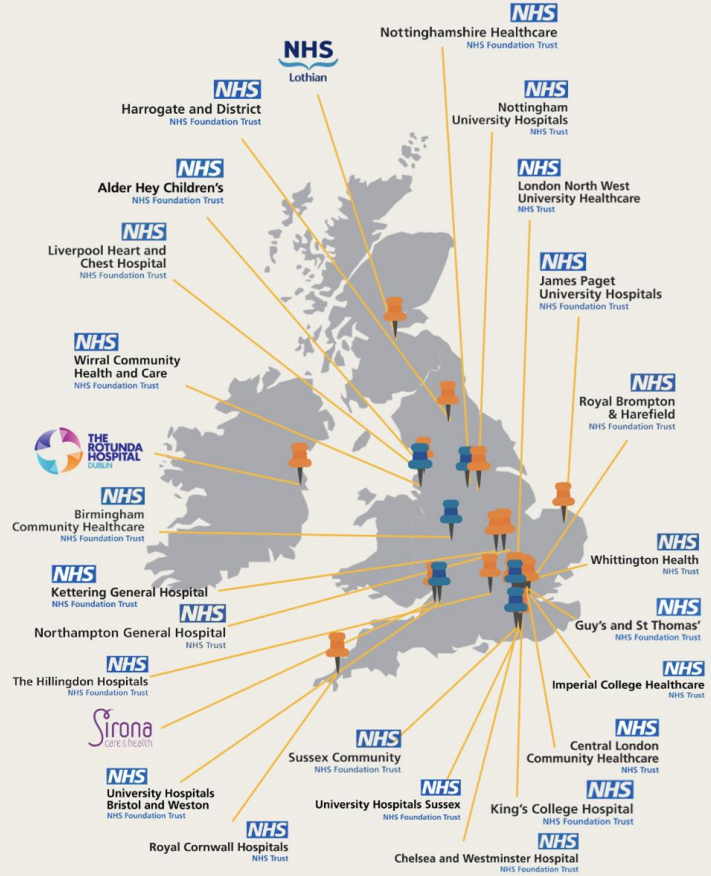 NHS
Nottinghamshire Healthcare
NHS Foundation Trust
NHS
Lothian
NHS
Harrogate and District
NHS Foundation Trust
NHS
Nottingham
University Hospitals
NHS Trust
NHS
Alder Hey Children's
NHS Foundation Trust
NHS
London North West
University Healthcare
NHS Trust
NHS
Liverpool Heart and
Chest Hospital
NHS Foundation Trust
NHS
James Paget
University Hospitals
NHS Foundation Trust
NHS
Wirral Community
Health and Care
NHS Foundation Trust
NHS
Royal Brompton
& Harefield
NHS Foundation Trust
THE
ROTUNDA
HOSPITAL
DUBLIN
NHS
Birmingham
Community Healthcare
NHS Foundation Trust
NHS
Whittington Health
NHS Trust
NHS
Kettering General Hospital
NHS Foundation Trust
NHS
Guy's and St Thomas'
NHS Foundation Trust
NHS
Northampton General Hospital
NHS Trust
NHS
The Hillingdon Hospitals
NHS Foundation Trust
NHS
Imperial College Healthcare
NHS Trust
Sirona
care & health
NHS
Central London
Community Healthcare
NHS Trust
NHS
Sussex Community
NHS Foundation Trust
NHS
University Hospitals
Bristol and Weston
NHS Foundation Trust
NHS
University Hospitals Sussex
NHS Foundation Trust
NHS
King's College Hospital
NHS Foundation Trust
NHS
Royal Cornwall Hospitals
NHS Trust
NHS
Chelsea and Westminster Hospital
NHS Foundation Trust